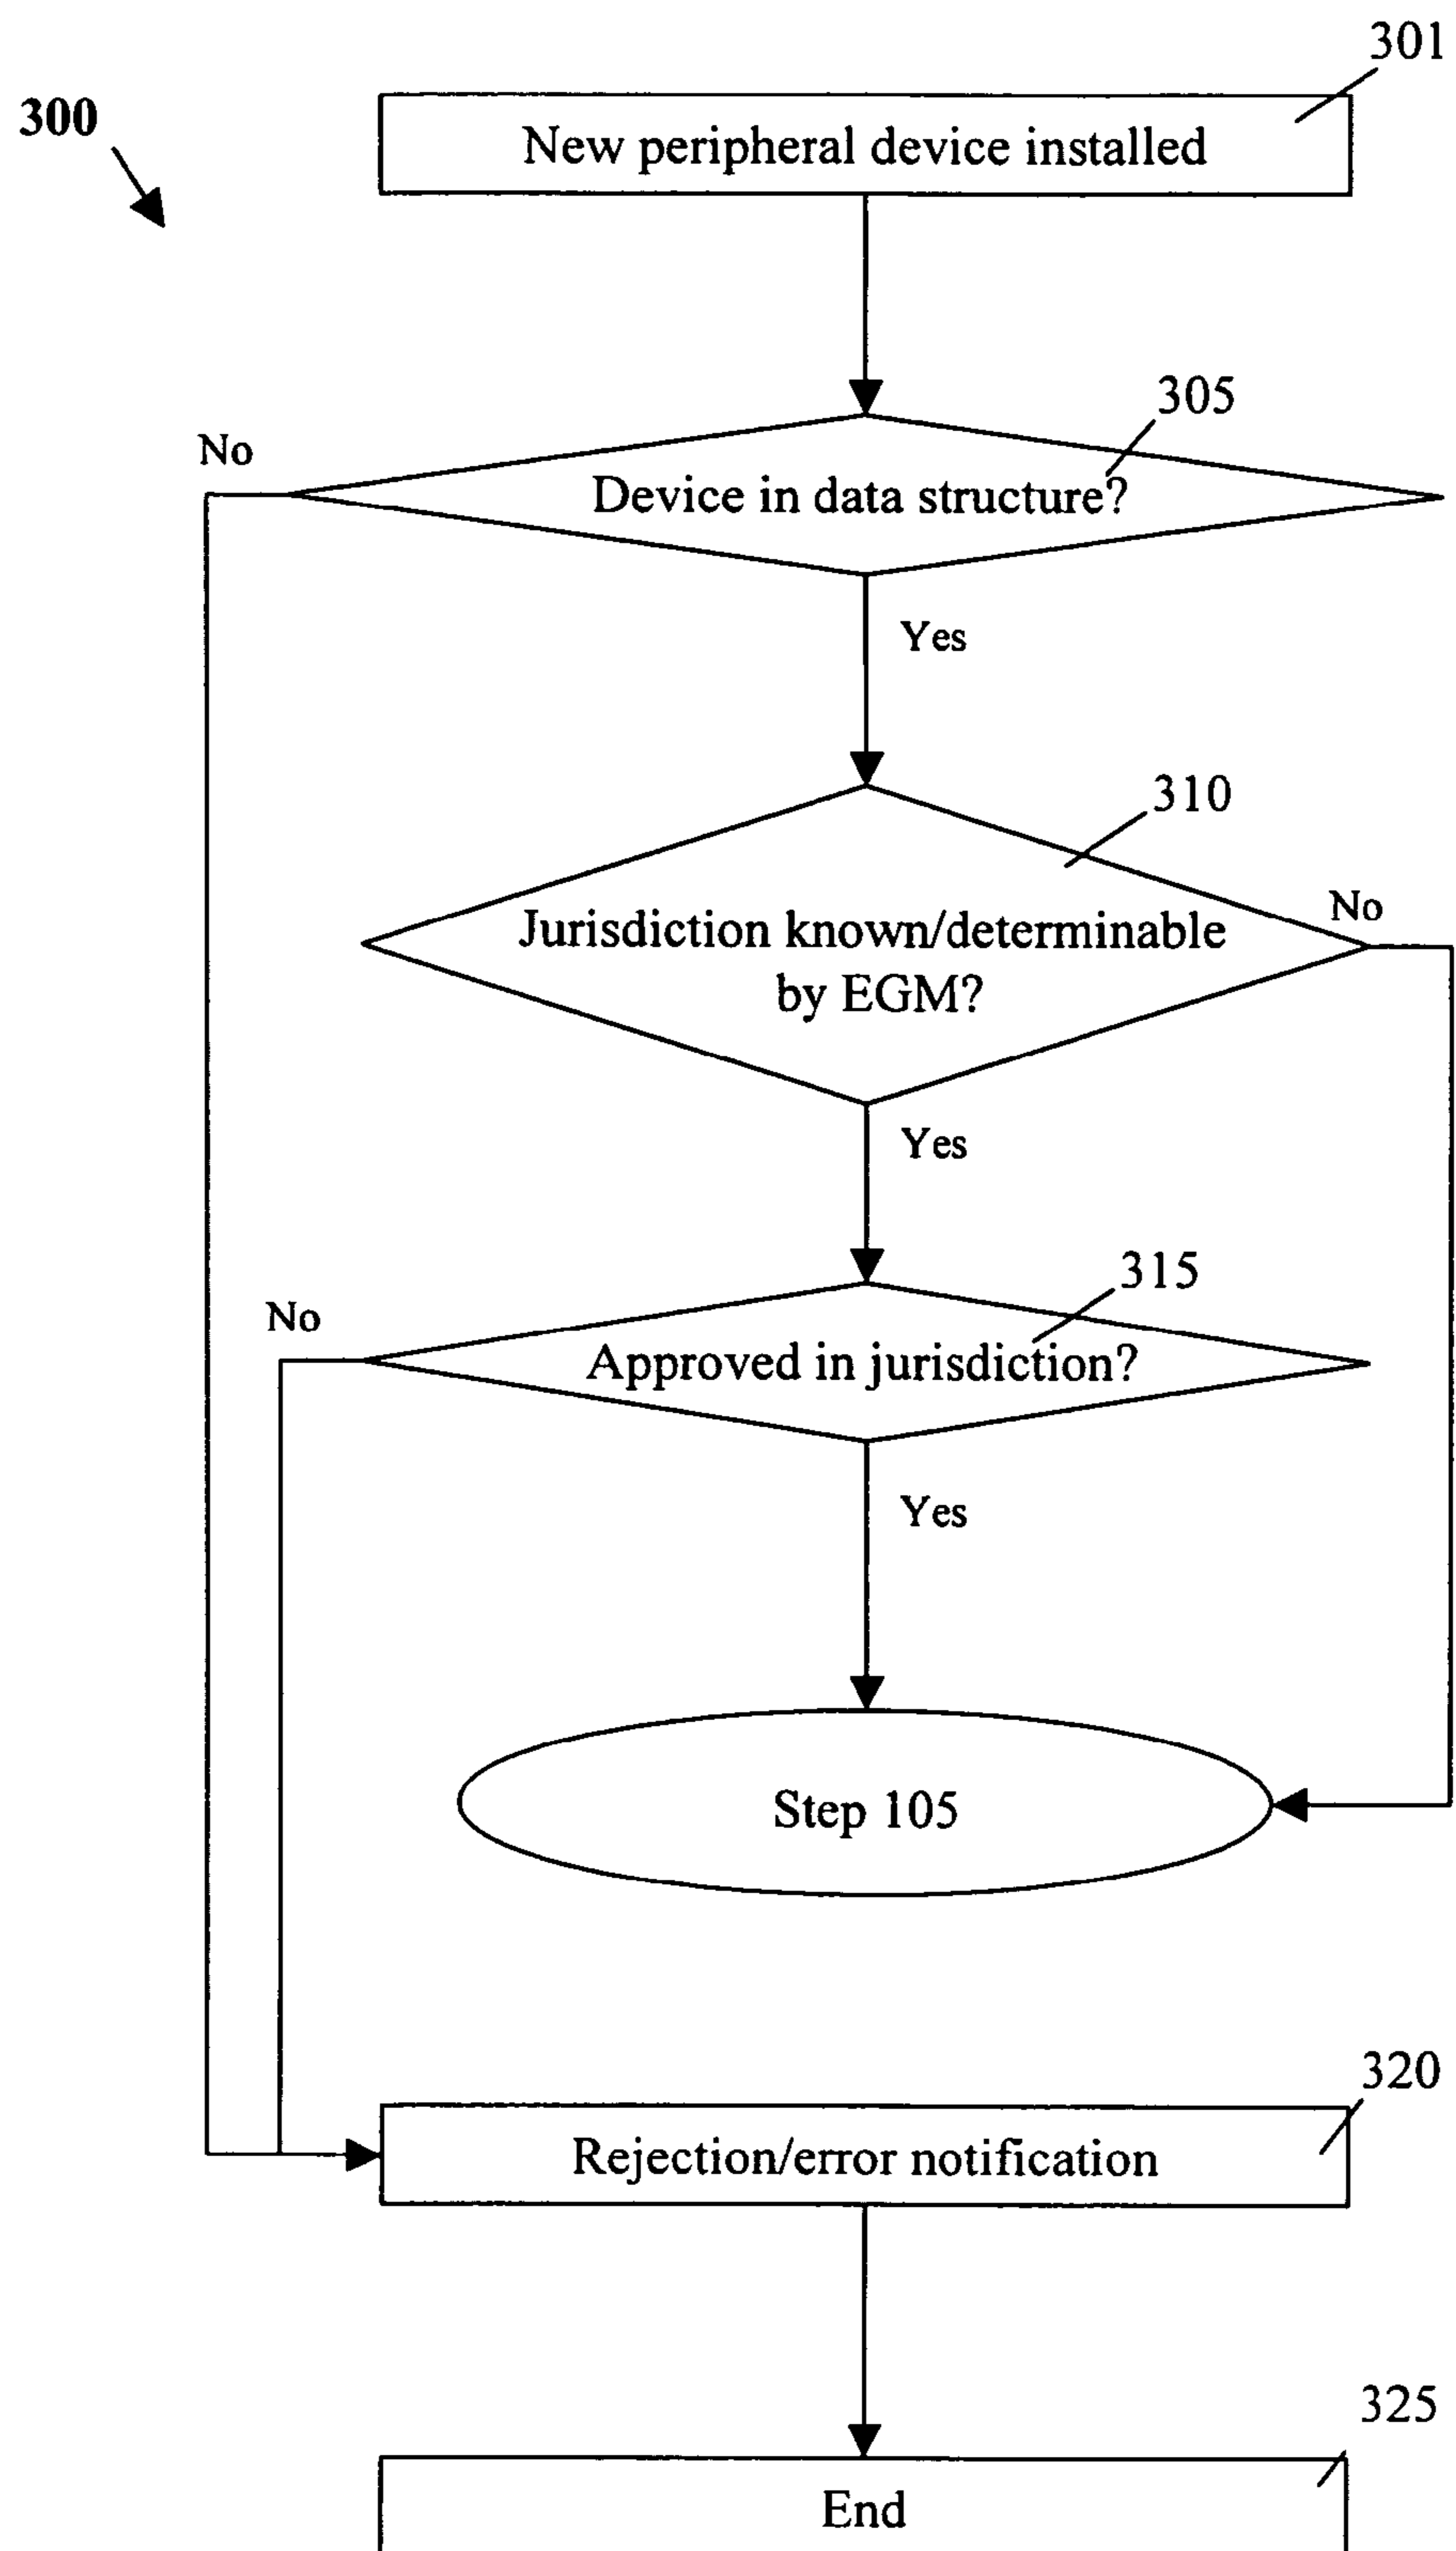 301
300
New peripheral device installed
305
No
Device in data structure?
Yes
310
No
Jurisdiction known/determinable
by EGM?
Yes
315
No
Approved in jurisdiction?
Yes
Step 105
320
Rejection/error notification
325
End